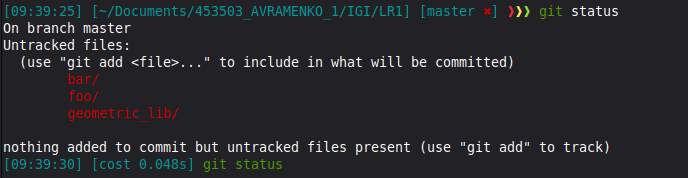 [09:39:25] [~/Documents/453503_AVRAMENKO_1/IGI/LR1] [master ✖] ❯❯❯ git status
On branch master
Untracked files:
  (use "git add <file>..." to include in what will be committed)
        bar/
        foo/
        geometric_lib/

nothing added to commit but untracked files present (use "git add" to track)
[09:39:30] [cost 0.048s] git status